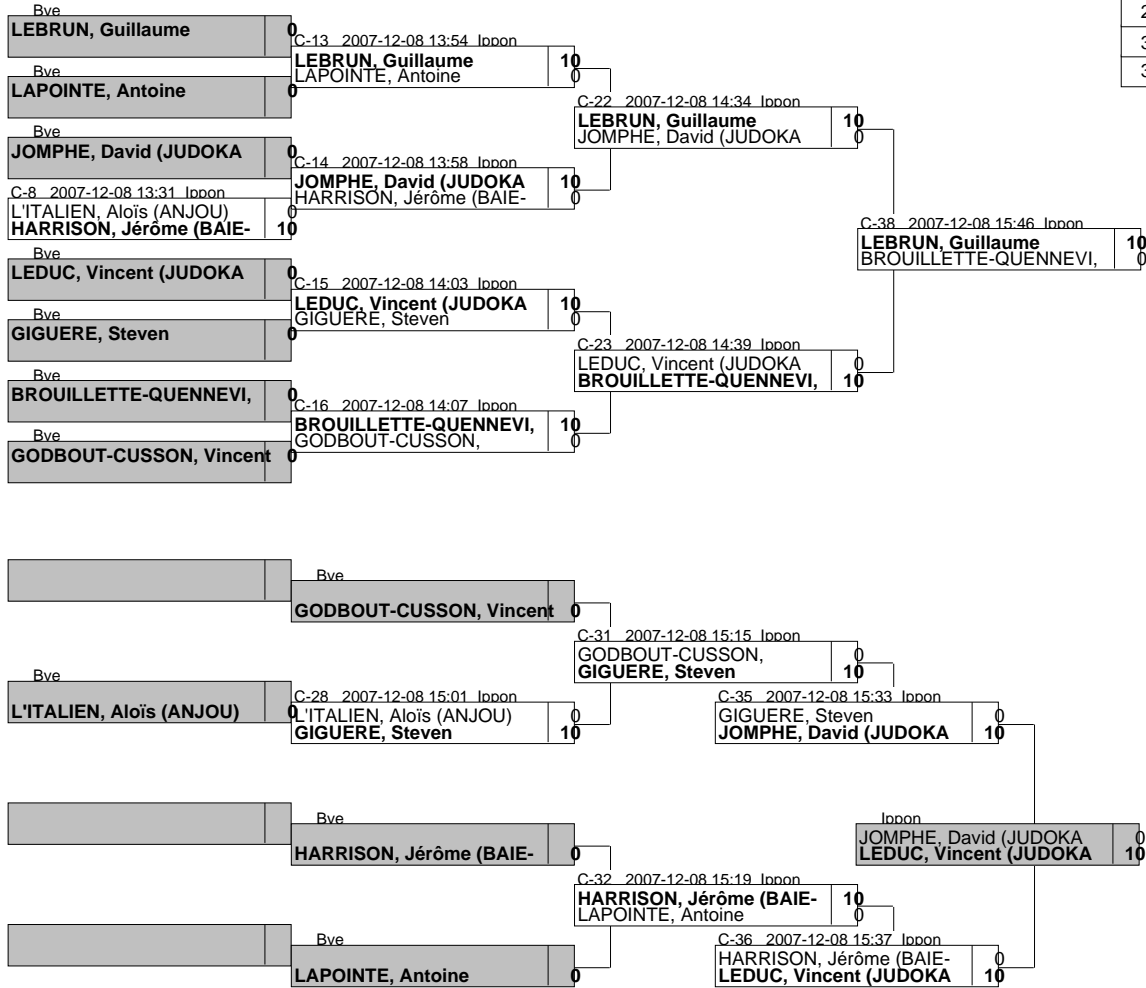 Bye
LEBRUN, Guillaume 0
Bye
LAPOINTE, Antoine 0
Bye
JOMPHE, David (JUDOKA 0
C-8 2007-12-08 13:31 Ippon
L'ITALIEN, Aloïs (ANJOU) 0
HARRISON, Jérôme (BAIE- 10
Bye
LEDUC, Vincent (JUDOKA 0
Bye
GIGUERE, Steven 0
Bye
BROUILLETTE-QUENNEVI, 0
Bye
GODBOUT-CUSSON, Vincent 0
C-13 2007-12-08 13:54 Ippon
LEBRUN, Guillaume 10
LAPOINTE, Antoine 0
C-14 2007-12-08 13:58 Ippon
JOMPHE, David (JUDOKA 10
HARRISON, Jérôme (BAIE- 0
C-15 2007-12-08 14:03 Ippon
LEDUC, Vincent (JUDOKA 10
GIGUERE, Steven 0
C-16 2007-12-08 14:07 Ippon
BROUILLETTE-QUENNEVI, 10
GODBOUT-CUSSON, 0
C-22 2007-12-08 14:34 Ippon
LEBRUN, Guillaume 10
JOMPHE, David (JUDOKA 0
C-23 2007-12-08 14:39 Ippon
LEDUC, Vincent (JUDOKA 0
BROUILLETTE-QUENNEVI, 10
C-38 2007-12-08 15:46 Ippon
LEBRUN, Guillaume 10
BROUILLETTE-QUENNEVI, 0
2
3
3
Bye
L'ITALIEN, Aloïs (ANJOU) 0
Bye
GODBOUT-CUSSON, Vincent 0
C-28 2007-12-08 15:01 Ippon
L'ITALIEN, Aloïs (ANJOU) 0
GIGUERE, Steven 10
Bye
HARRISON, Jérôme (BAIE- 0
Bye
LAPOINTE, Antoine 0
C-31 2007-12-08 15:15 Ippon
GODBOUT-CUSSON, 0
GIGUERE, Steven 10
C-32 2007-12-08 15:19 Ippon
HARRISON, Jérôme (BAIE- 10
LAPOINTE, Antoine 0
C-35 2007-12-08 15:33 Ippon
GIGUERE, Steven 0
JOMPHE, David (JUDOKA 10
C-36 2007-12-08 15:37 Ippon
HARRISON, Jérôme (BAIE- 0
LEDUC, Vincent (JUDOKA 10
Ippon
JOMPHE, David (JUDOKA 0
LEDUC, Vincent (JUDOKA 10